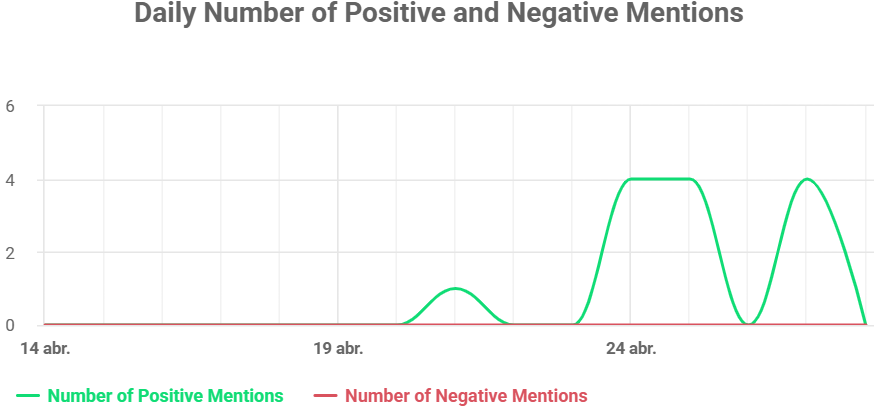 Daily Number of Positive and Negative Mentions
6
4
2
0
14 abr. 19 abr. 24 abr.
Number of Positive Mentions Number of Negative Mentions